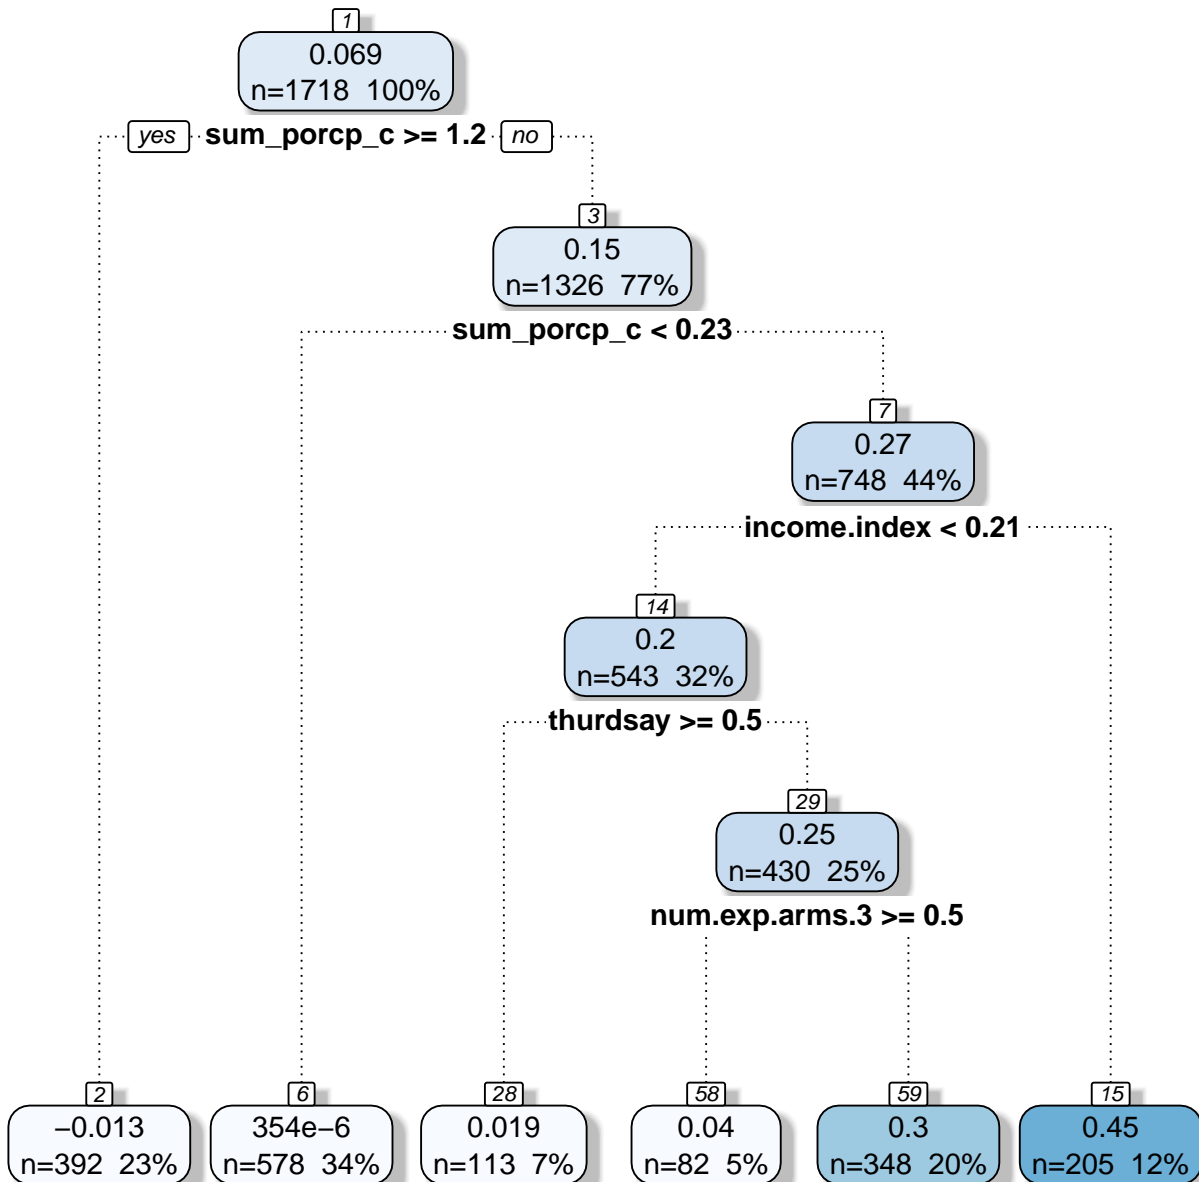 1
0.069
n=1718 100%
yes sum_porcp_c >= 1.2 no
3
0.15
n=1326 77%
sum_porcp_c < 0.23
7
0.27
n=748 44%
income.index < 0.21
14
0.2
n=543 32%
thurdsay >= 0.5
29
0.25
n=430 25%
num.exp.arms.3 >= 0.5
2 6 28 58 59 15
−0.013 354e−6 0.019 0.04 0.3 0.45
n=392 23% n=578 34% n=113 7% n=82 5% n=348 20% n=205 12%